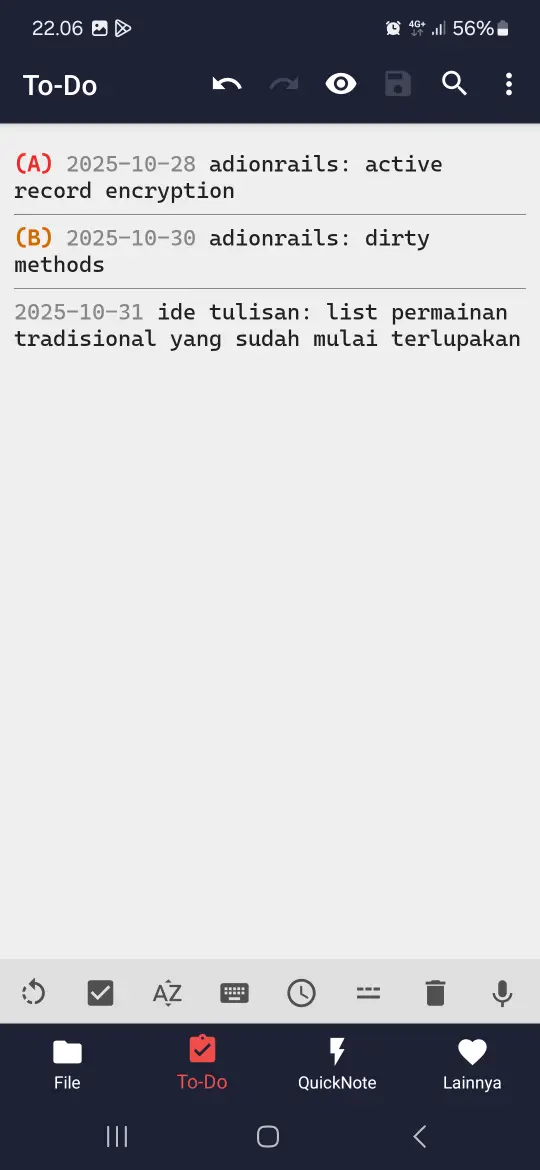 22.06
4G+
56%
To-Do
(A) 2025-10-28 adionrails: active
record encryption
(B) 2025-10-30 adionrails: dirty
methods
2025-10-31 ide tulisan: list permainan
tradisional yang sudah mulai terlupakan
AZ
File
To-Do
QuickNote
Lainnya